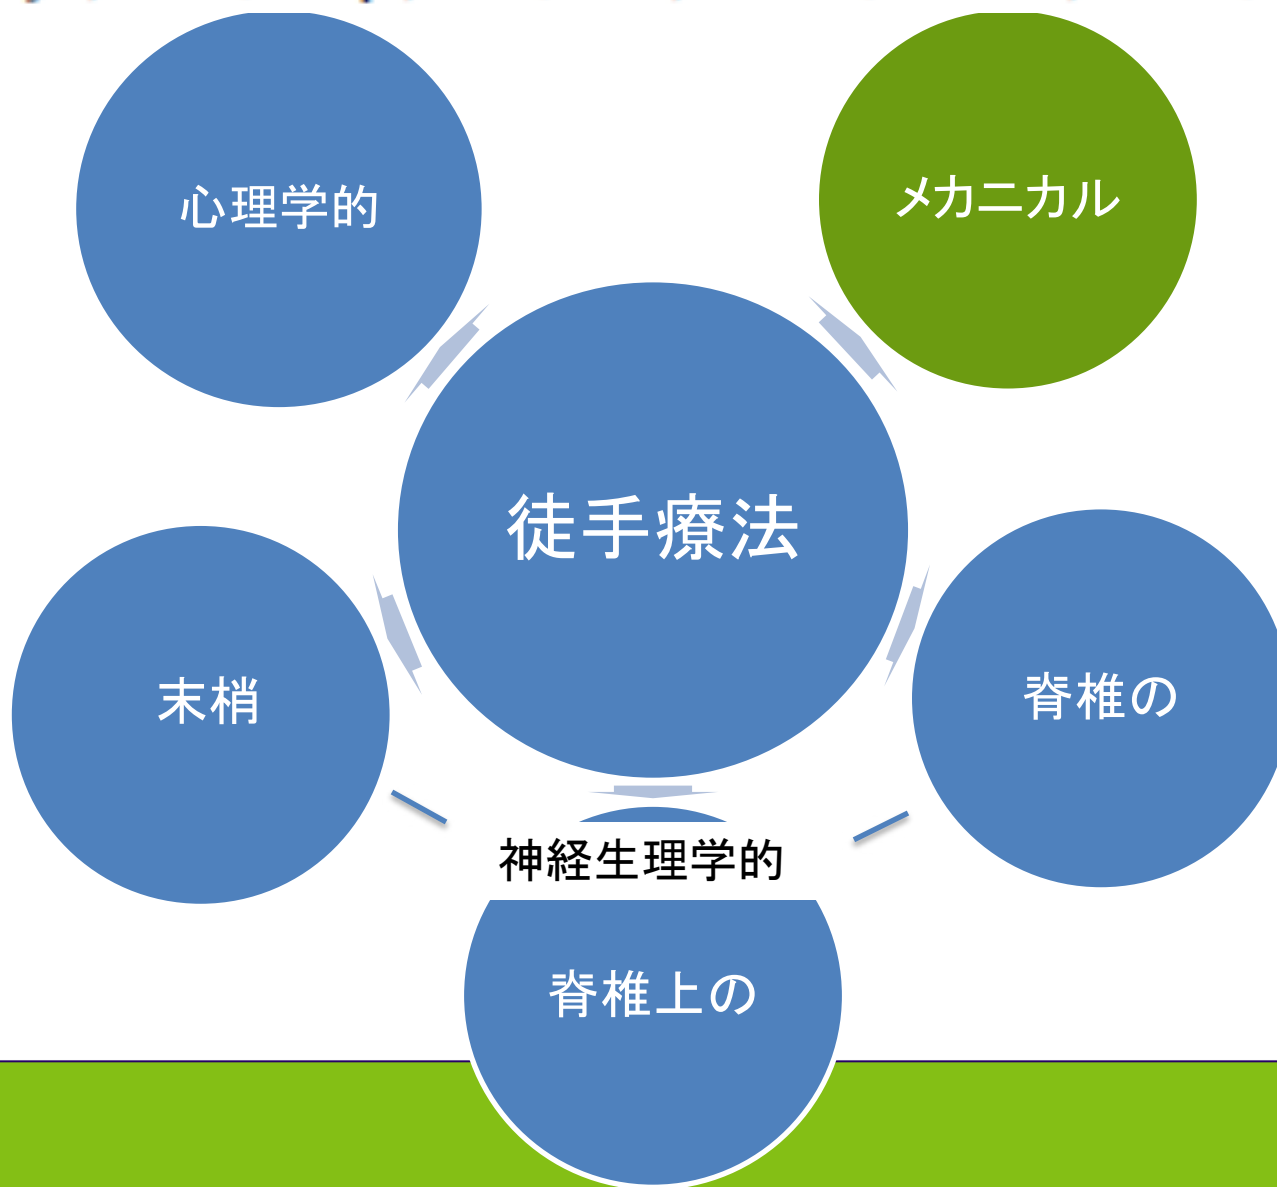 心理学的
メカニカル
徒手療法
末梢
脊椎の
神経生理学的
脊椎上の